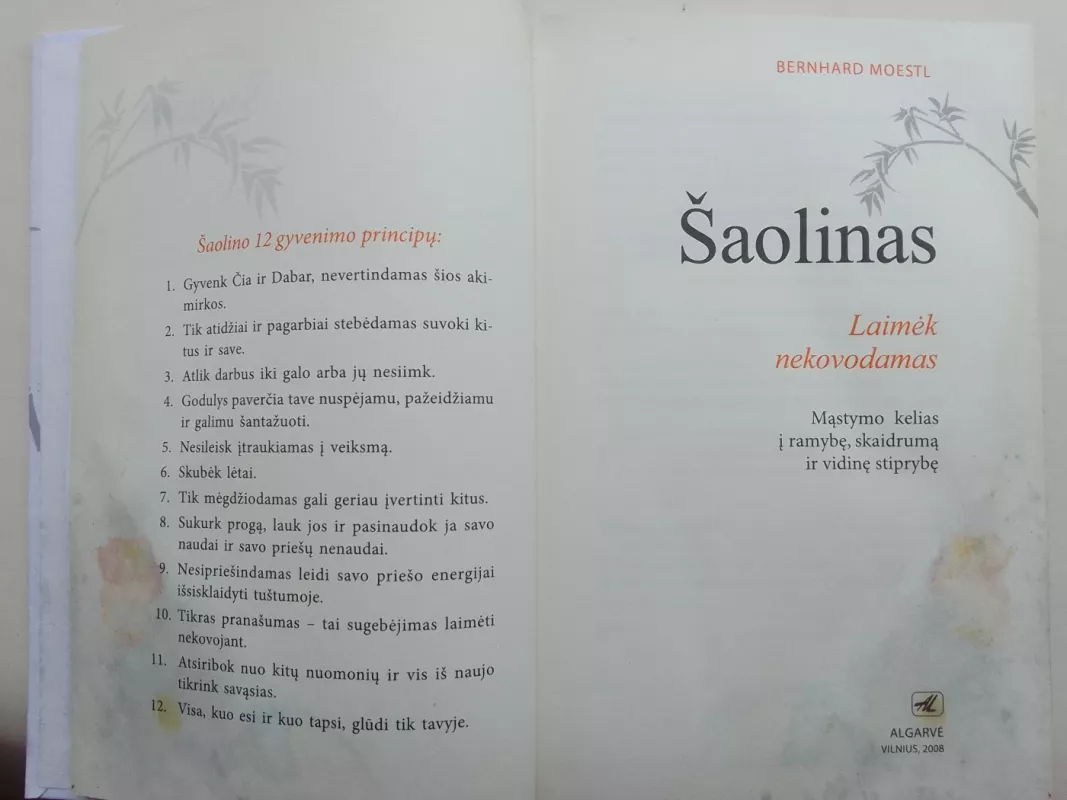 Šaolino 12 gyvenimo principų:
1. Gyvenk Čia ir Dabar, nevertindamas šios aki-
mirkos.
2. Tik atidžiai ir pagarbiai stebėdamas suvoki ki-
tus ir save.
3. Atlik darbus iki galo arba jų nesiimk.
4. Godulys paverčia tave nuspėjamu, pažeidžiamu
ir galimu šantažuoti.
5. Nesileisk įtraukiamas į veiksmą.
6. Skubėk lėtai.
7. Tik mėgdžiodamas gali geriau įvertinti kitus.
8. Sukurk progą, lauk jos ir pasinaudok ja savo
naudai ir savo priešų nenaudai.
9. Nesipriešindamas leidi savo priešo energijai
išsisklaidyti tuštumoje.
10. Tikras pranašumas – tai sugebėjimas laimėti
nekovojant.
11. Atsiribok nuo kitų nuomonių ir vis iš naujo
tikrink savąsias.
12. Visa, kuo esi ir kuo tapsi, glūdi tik tavyje.
BERNHARD MOESTL
Šaolinas
Laimėk
nekovodamas
Mąstymo kelias
į ramybę, skaidrumą
ir vidinę stiprybę
AL
ALGARVĖ
VILNIUS, 2008